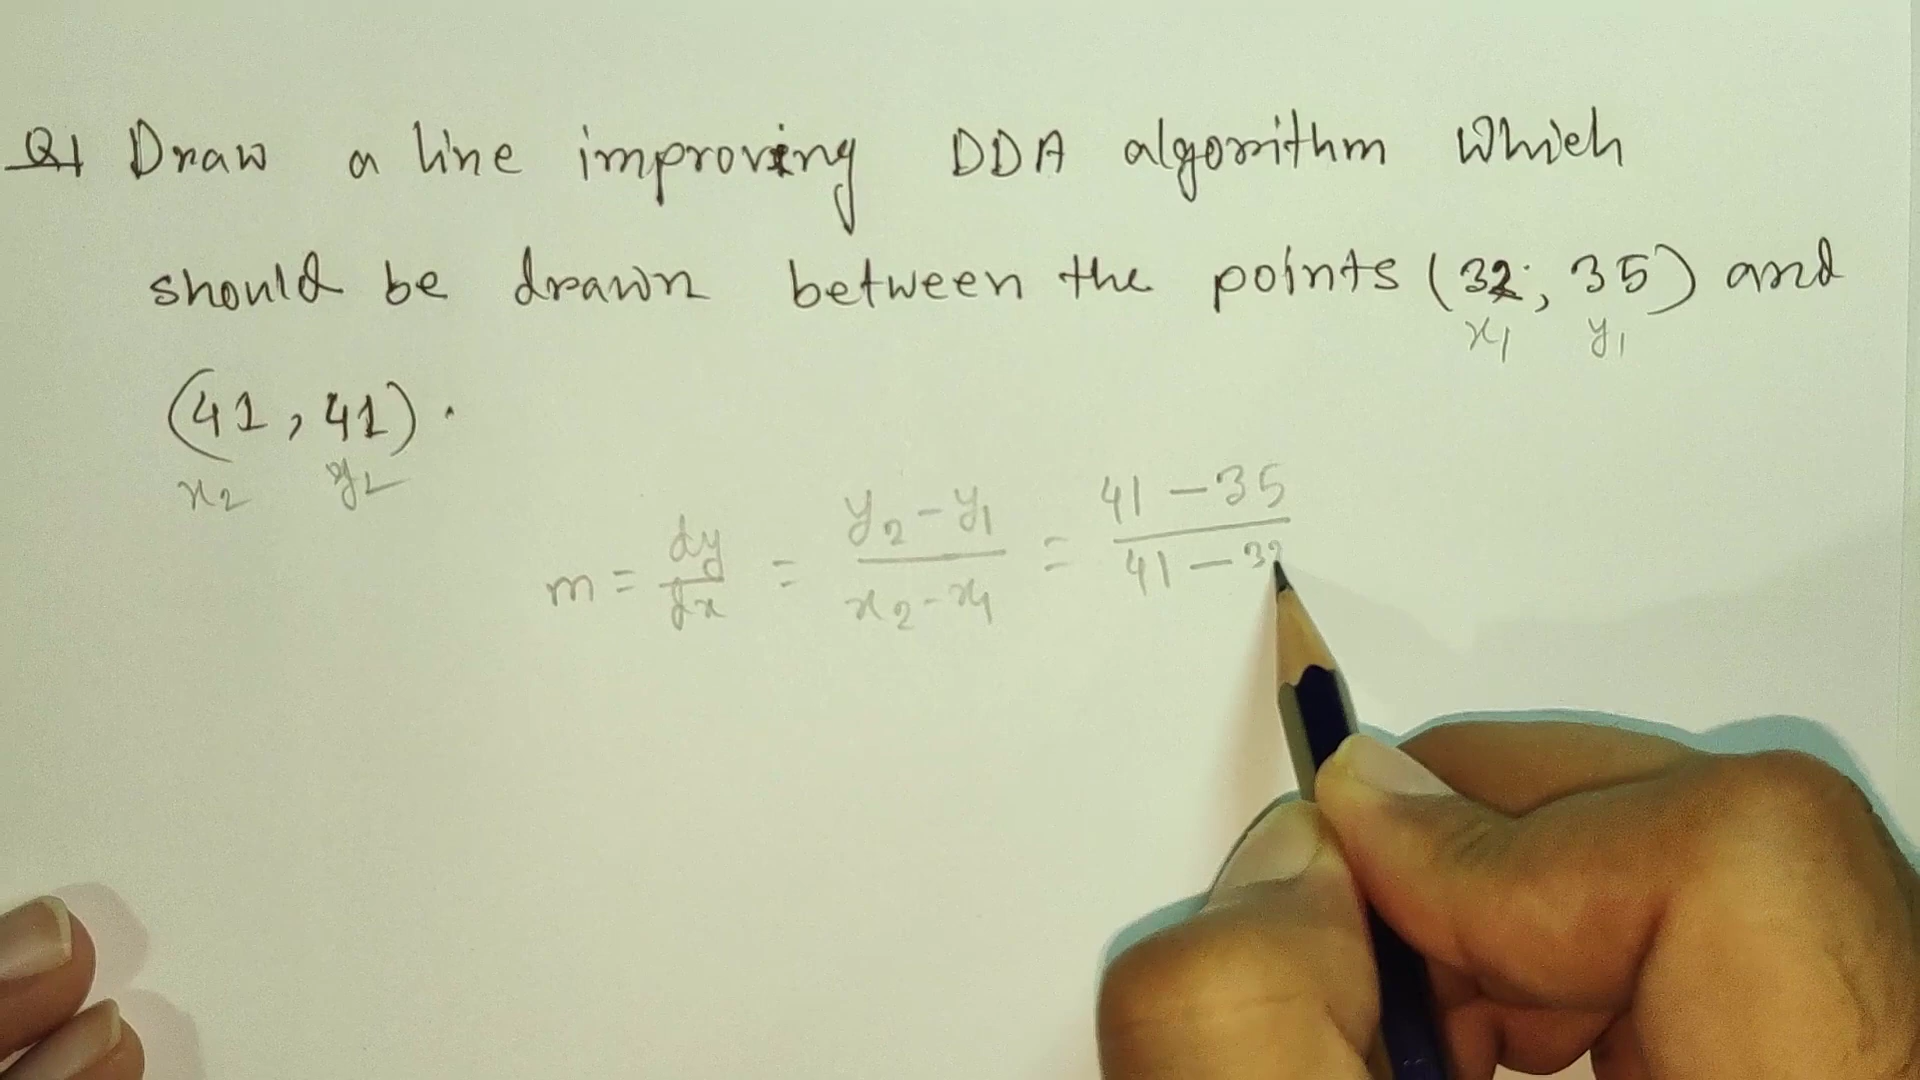 Q1 Draw a line improving DDA algorithm which
should be drawn between the points (32, 35) and
x1 y1
(41, 41).
x2 y2
m = dy/dx = y2-y1/x2-x1 = 41-35/41-32